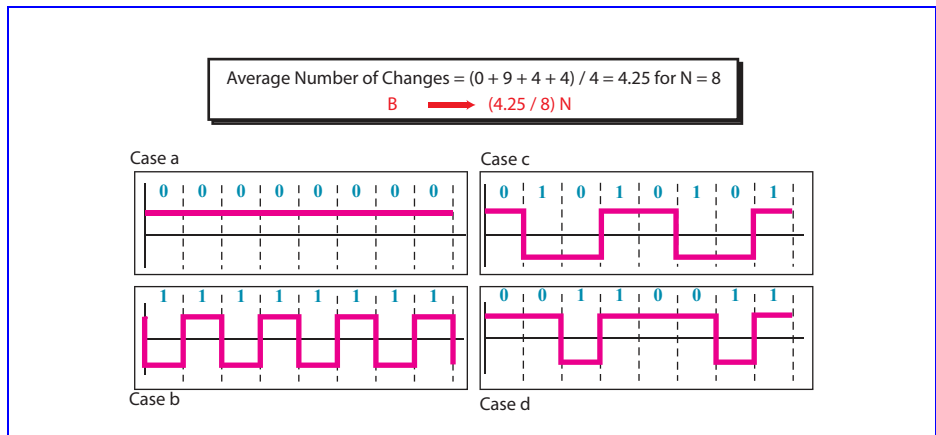 Average Number of Changes = (0 + 9 + 4 + 4) / 4 = 4.25 for N = 8
B (4.25 / 8) N
Case a
0 0 0 0 0 0 0 0
1 1 1 1 1 1 1 1
Case b
Case c
0 1 0 1 0 1 0 1
0 0 1 1 0 0 1 1
Case d